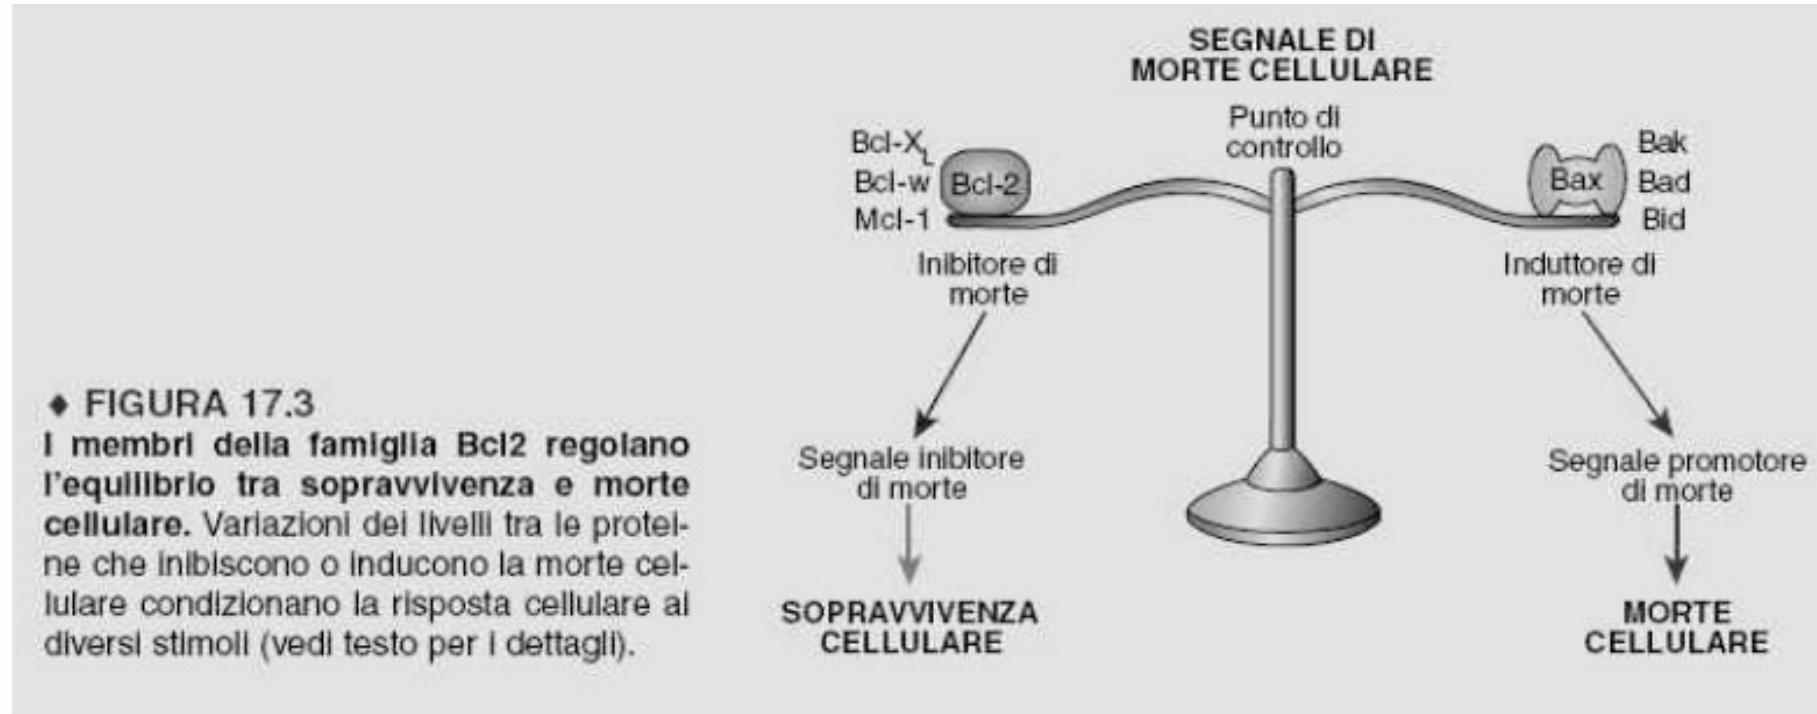 SEGNALE DI
MORTE CELLULARE
Punto di
controllo
Bcl-XL
Bcl-w
Mcl-1
Bcl-2
Bax
Bak
Bad
Bid
Inibitore di
morte
Induttore di
morte
Segnale inibitore
di morte
Segnale promotore
di morte
SOPRAVVIVENZA
CELLULARE
MORTE
CELLULARE
♦ FIGURA 17.3
I membri della famiglia Bcl2 regolano
l'equilibrio tra sopravvivenza e morte
cellulare. Variazioni dei livelli tra le protei-
ne che inibiscono o inducono la morte cel-
lulare condizionano la risposta cellulare ai
diversi stimoli (vedi testo per i dettagli).